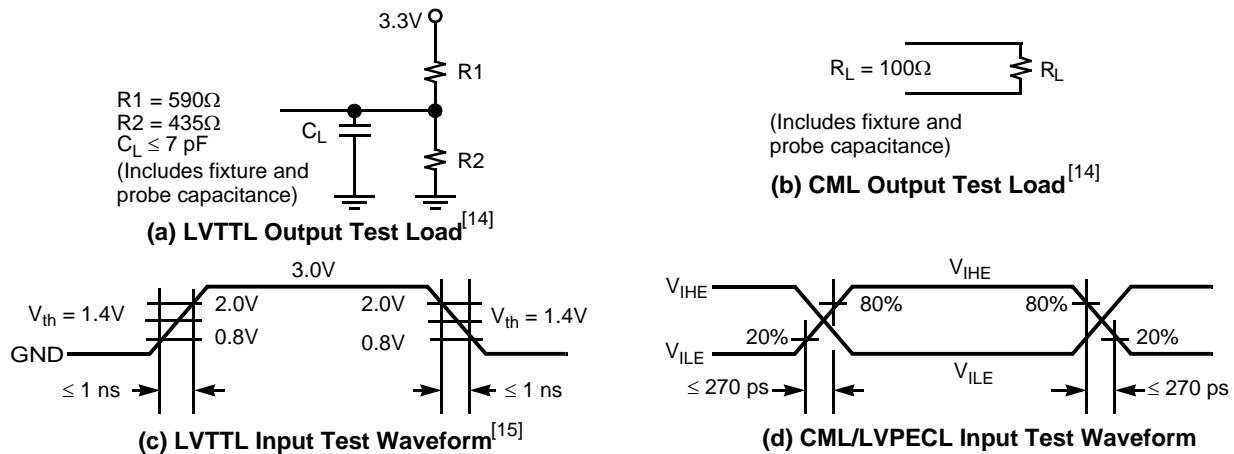 3.3V
R1
R1 = 590Ω
R2 = 435Ω
C_L ≤ 7 pF
(Includes fixture and
probe capacitance)
C_L
R2
(a) LVTTL Output Test Load[14]
R_L = 100Ω
R_L
(Includes fixture and
probe capacitance)
(b) CML Output Test Load[14]
3.0V
V_th = 1.4V
2.0V
0.8V
2.0V
0.8V
V_th = 1.4V
GND
≤ 1 ns
≤ 1 ns
(c) LVTTL Input Test Waveform[15]
V_IHE
V_IHE
80%
80%
20%
20%
V_ILE
V_ILE
≤ 270 ps
≤ 270 ps
(d) CML/LVPECL Input Test Waveform